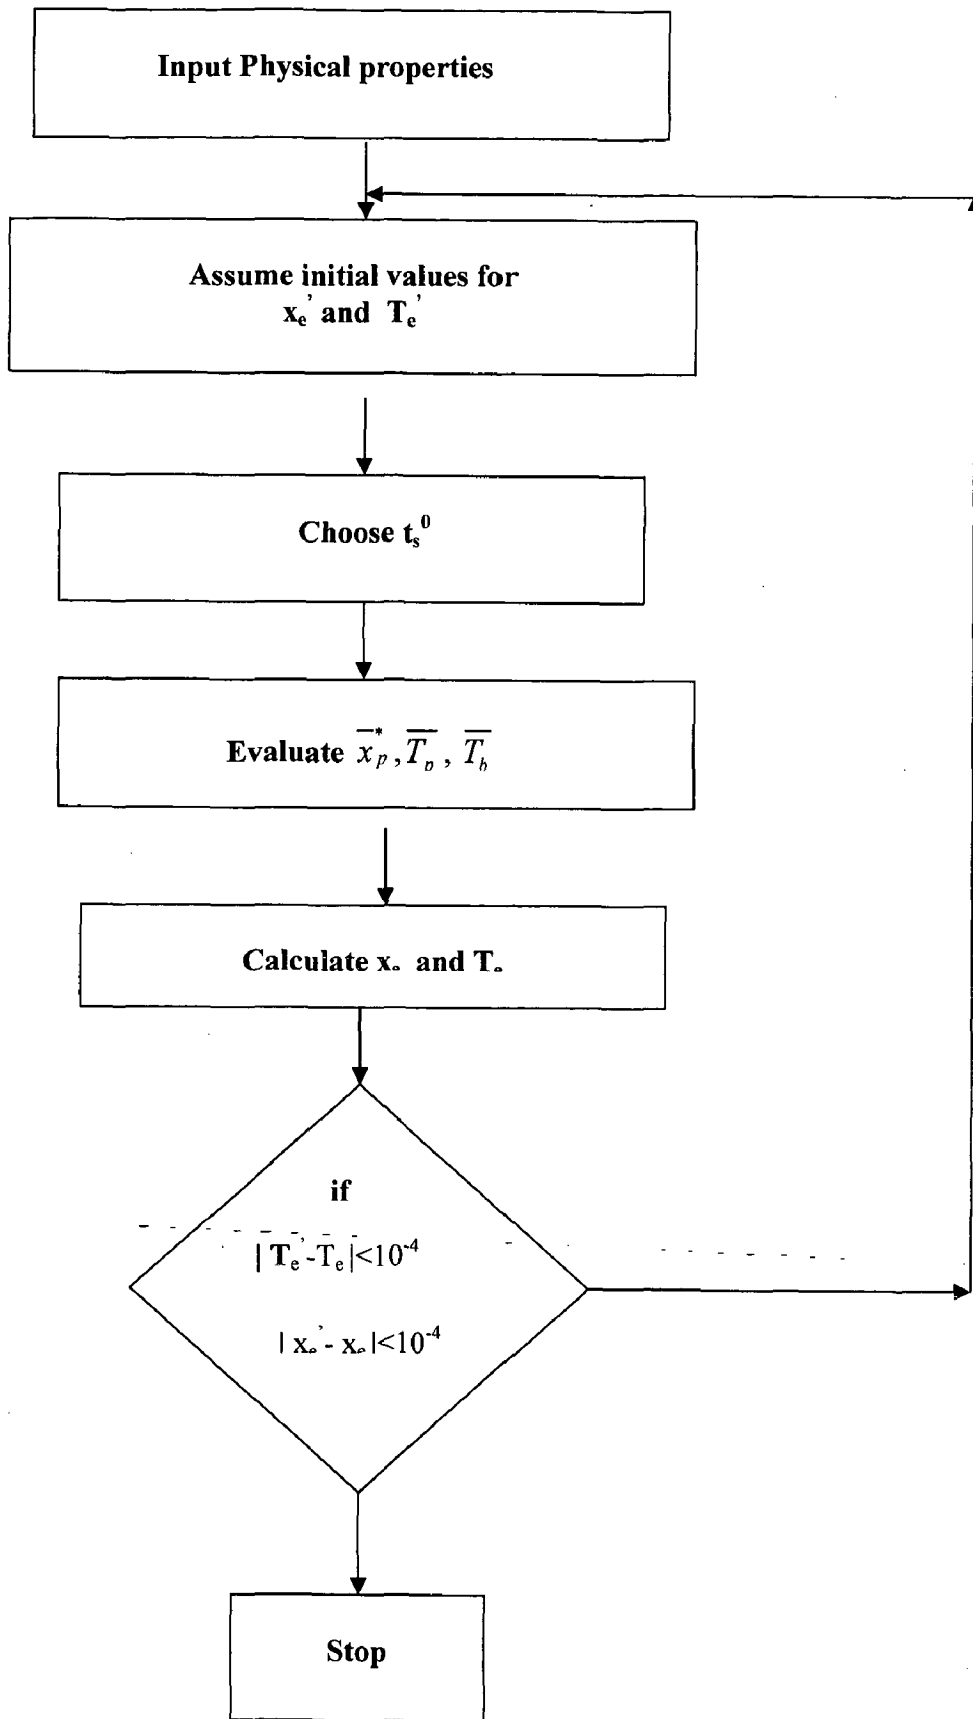 Input Physical properties
Assume initial values for
xₑ' and Tₑ'
Choose tₛ⁰
Evaluate x̅ₚ*, T̅ₚ, T̅_b
Calculate xₑ and Tₑ
if
| Tₑ'-Tₑ|<10⁻⁴
| xₑ'- xₑ|<10⁻⁴
Stop